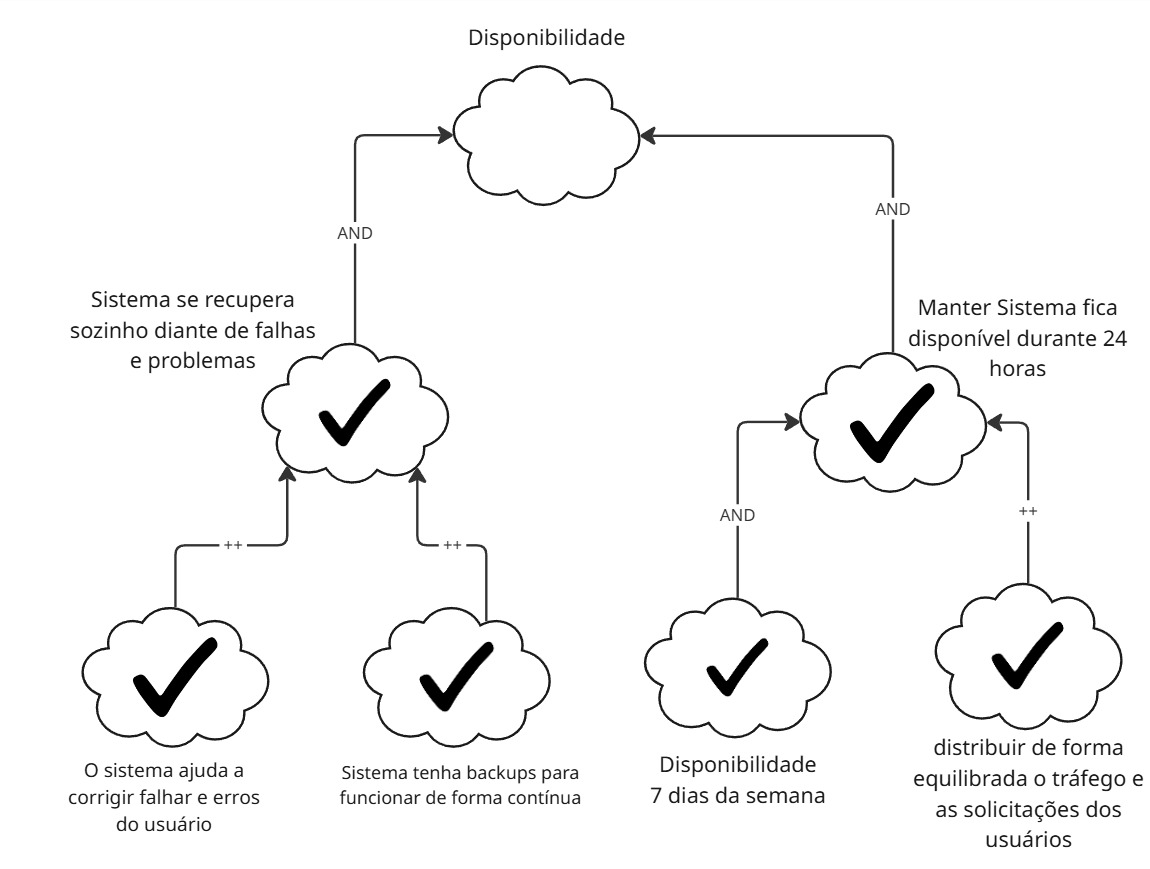 Disponibilidade
AND
AND
Sistema se recupera
sozinho diante de falhas
e problemas
Manter Sistema fica
disponível durante 24
horas
++
++
AND
++
O sistema ajuda a
corrigir falhar e erros
do usuário
Sistema tenha backups para
funcionar de forma contínua
Disponibilidade
7 dias da semana
distribuir de forma
equilibrada o tráfego e
as solicitações dos
usuários